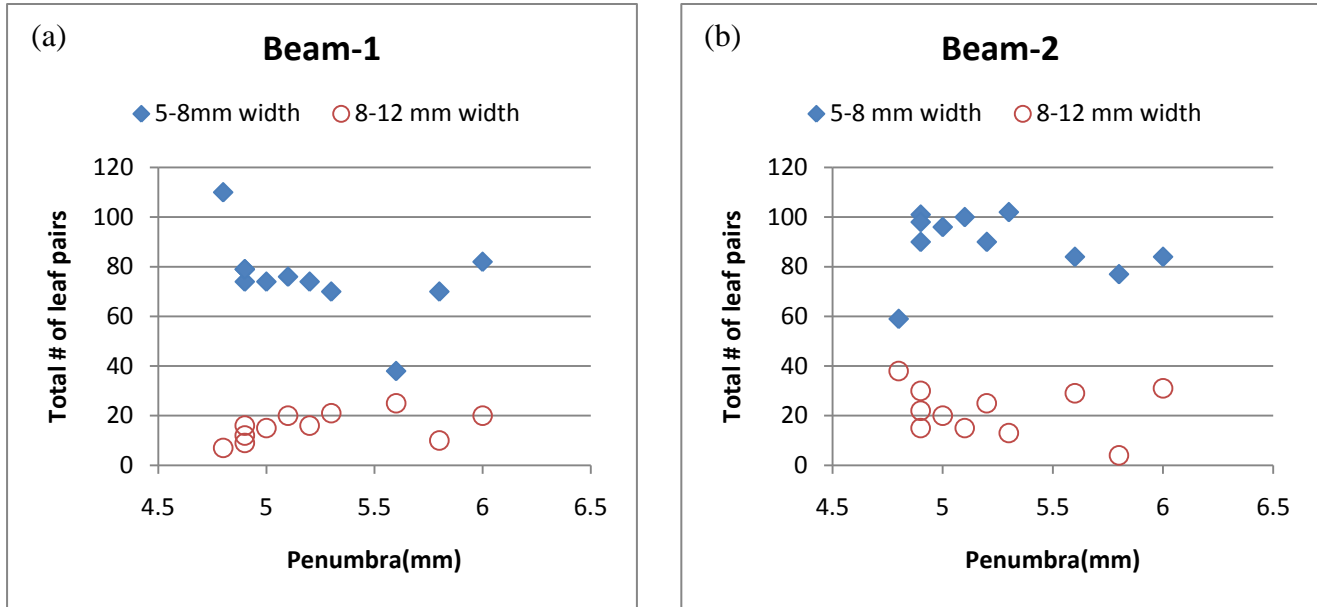 (a)
Beam-1
5-8mm width 8-12 mm width
Total # of leaf pairs
120
100
80
60
40
20
0
4.5 5 5.5 6 6.5
Penumbra(mm)
(b)
Beam-2
5-8 mm width 8-12 mm width
Total # of leaf pairs
120
100
80
60
40
20
0
4.5 5 5.5 6 6.5
Penumbra(mm)